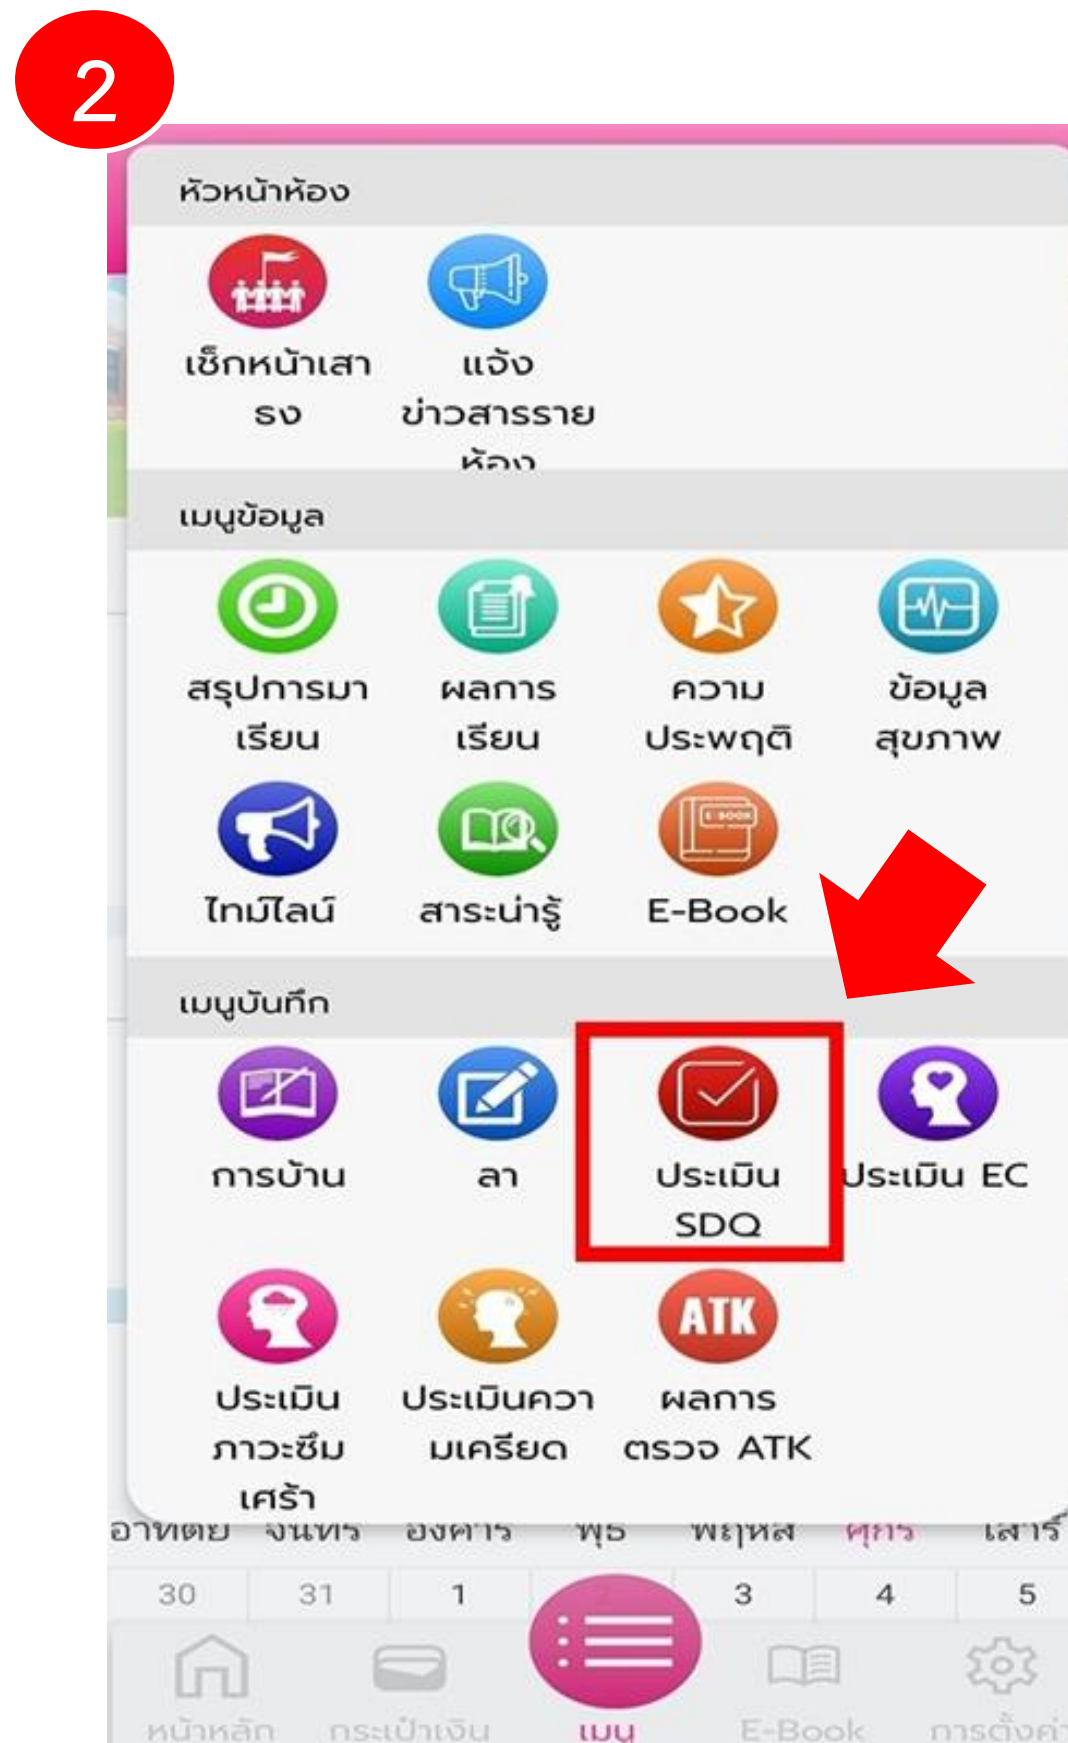 2
หัวหน้าห้อง
เช็กหน้าเสา
ธง
แจ้ง
ข่าวสารราย
ห้อง
เมนูข้อมูล
สรุปการมา
เรียน
ผลการ
เรียน
ความ
ประพฤติ
ข้อมูล
สุขภาพ
ไทม์ไลน์
สาระน่ารู้
E-BOOK
E-Book
เมนูบันทึก
การบ้าน
ลา
ประเมิน
SDQ
ประเมิน EC
ประเมิน
ภาวะซึม
เศร้า
ประเมินควา
มเครียด
ATK
ผลการ
ตรวจ ATK
อาทิตย์ จันทร์ อังคาร พุธ พฤหัส ศุกร์ เสาร์
30 31 1 2 3 4 5
หน้าหลัก กระเป๋าเงิน เมนู E-Book การตั้งค่า